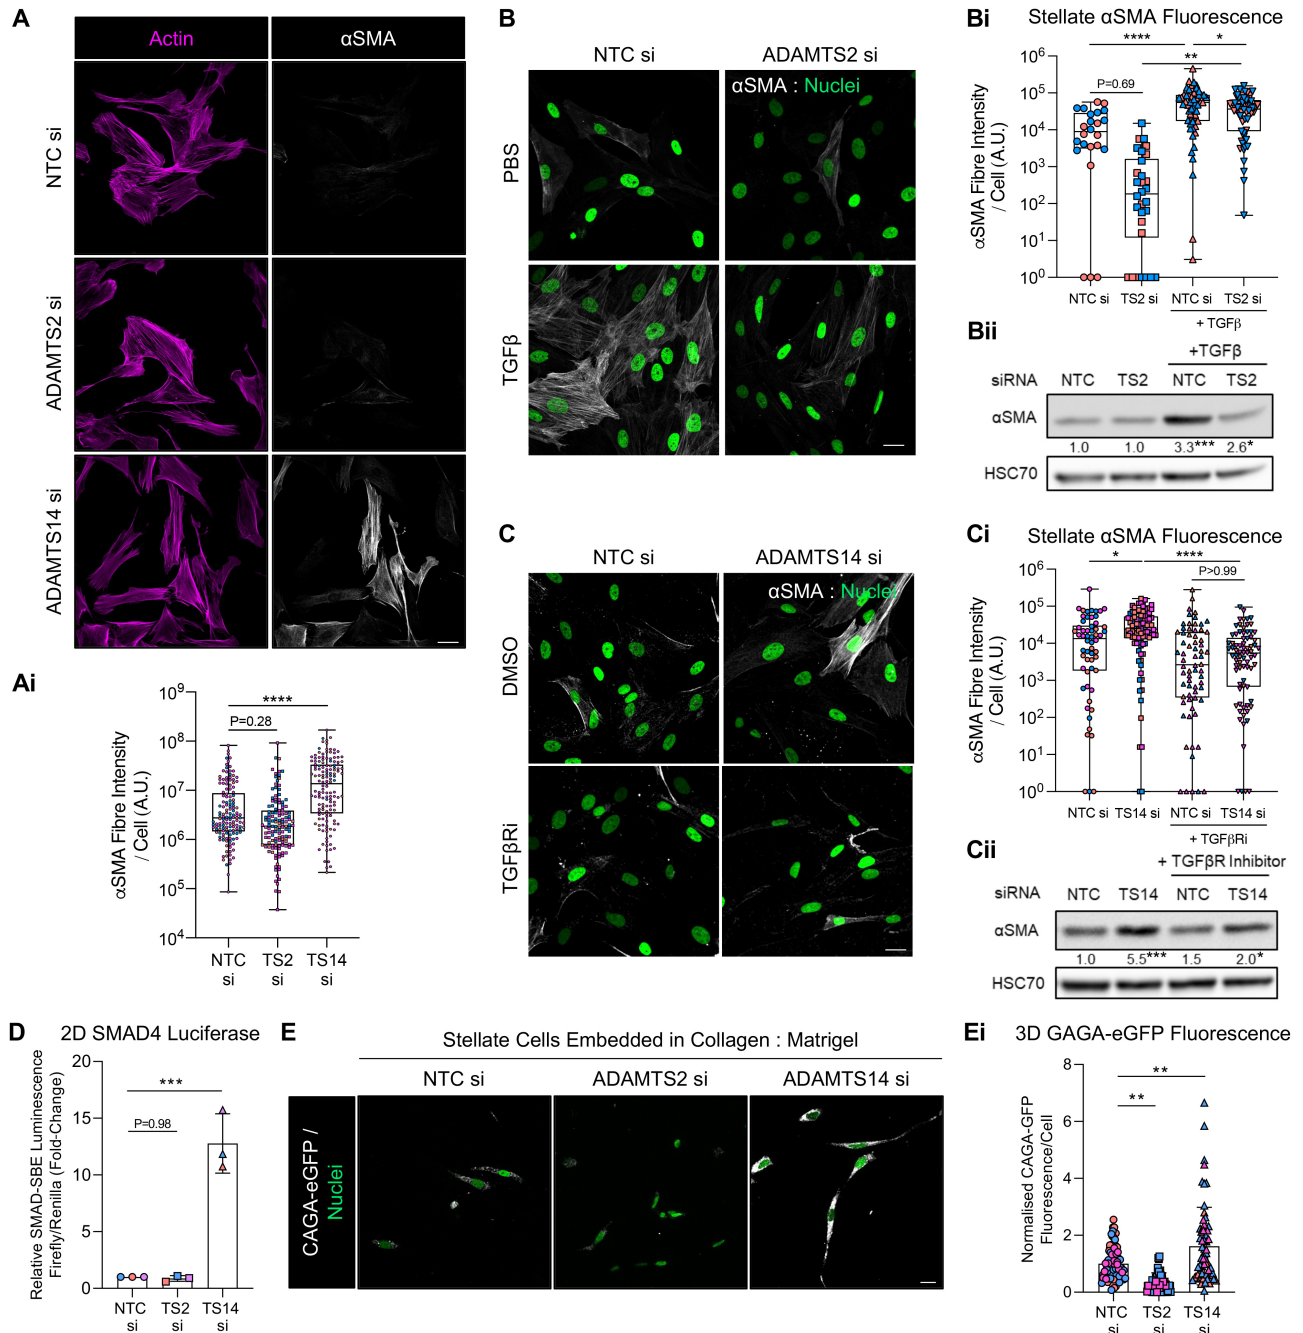 A
Actin
αSMA
NTC si
ADAMTS2 si
ADAMTS14 si
Ai
αSMA Fibre Intensity
/ Cell (A.U.)
10⁹
10⁸
10⁷
10⁶
10⁵
10⁴
****
P=0.28
NTC si
TS2 si
TS14 si
B
NTC si
ADAMTS2 si
αSMA : Nuclei
PBS
TGFβ
Bi
Stellate αSMA Fluorescence
αSMA Fibre Intensity
/ Cell (A.U.)
10⁶
10⁵
10⁴
10³
10²
10¹
10⁰
****
*
**
P=0.69
NTC si
TS2 si
NTC si
TS2 si
+ TGFβ
Bii
+TGFβ
siRNA NTC TS2 NTC TS2
αSMA
1.0 1.0 3.3*** 2.6*
HSC70
C
NTC si
ADAMTS14 si
αSMA : Nuclei
DMSO
TGFβRi
Ci
Stellate αSMA Fluorescence
αSMA Fibre Intensity
/ Cell (A.U.)
10⁶
10⁵
10⁴
10³
10²
10¹
10⁰
*
****
P>0.99
NTC si
TS14 si
NTC si
TS14 si
+ TGFβRi
Cii
+ TGFβR Inhibitor
siRNA NTC TS14 NTC TS14
αSMA
1.0 5.5*** 1.5 2.0*
HSC70
D
2D SMAD4 Luciferase
Relative SMAD-SBE Luminescence
Firefly/Renilla (Fold-Change)
20
15
10
5
0
***
P=0.98
NTC si
TS2 si
TS14 si
E
Stellate Cells Embedded in Collagen : Matrigel
NTC si
ADAMTS2 si
ADAMTS14 si
CAGA-eGFP /
Nuclei
Ei
3D GAGA-eGFP Fluorescence
Normalised CAGA-GFP
Fluorescence/Cell
8
6
4
2
0
**
**
NTC si
TS2 si
TS14 si